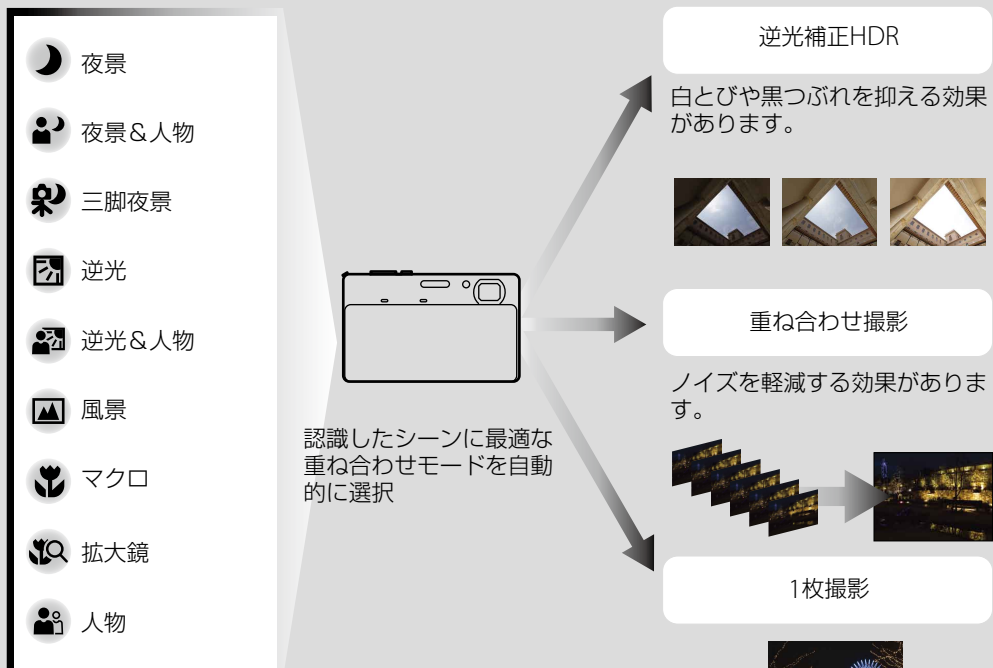 夜景
夜景＆人物
三脚夜景
逆光
逆光＆人物
風景
マクロ
拡大鏡
人物
認識したシーンに最適な
重ね合わせモードを自動
的に選択
逆光補正HDR
白とびや黒つぶれを抑える効果
があります。
重ね合わせ撮影
ノイズを軽減する効果がありま
す。
1枚撮影